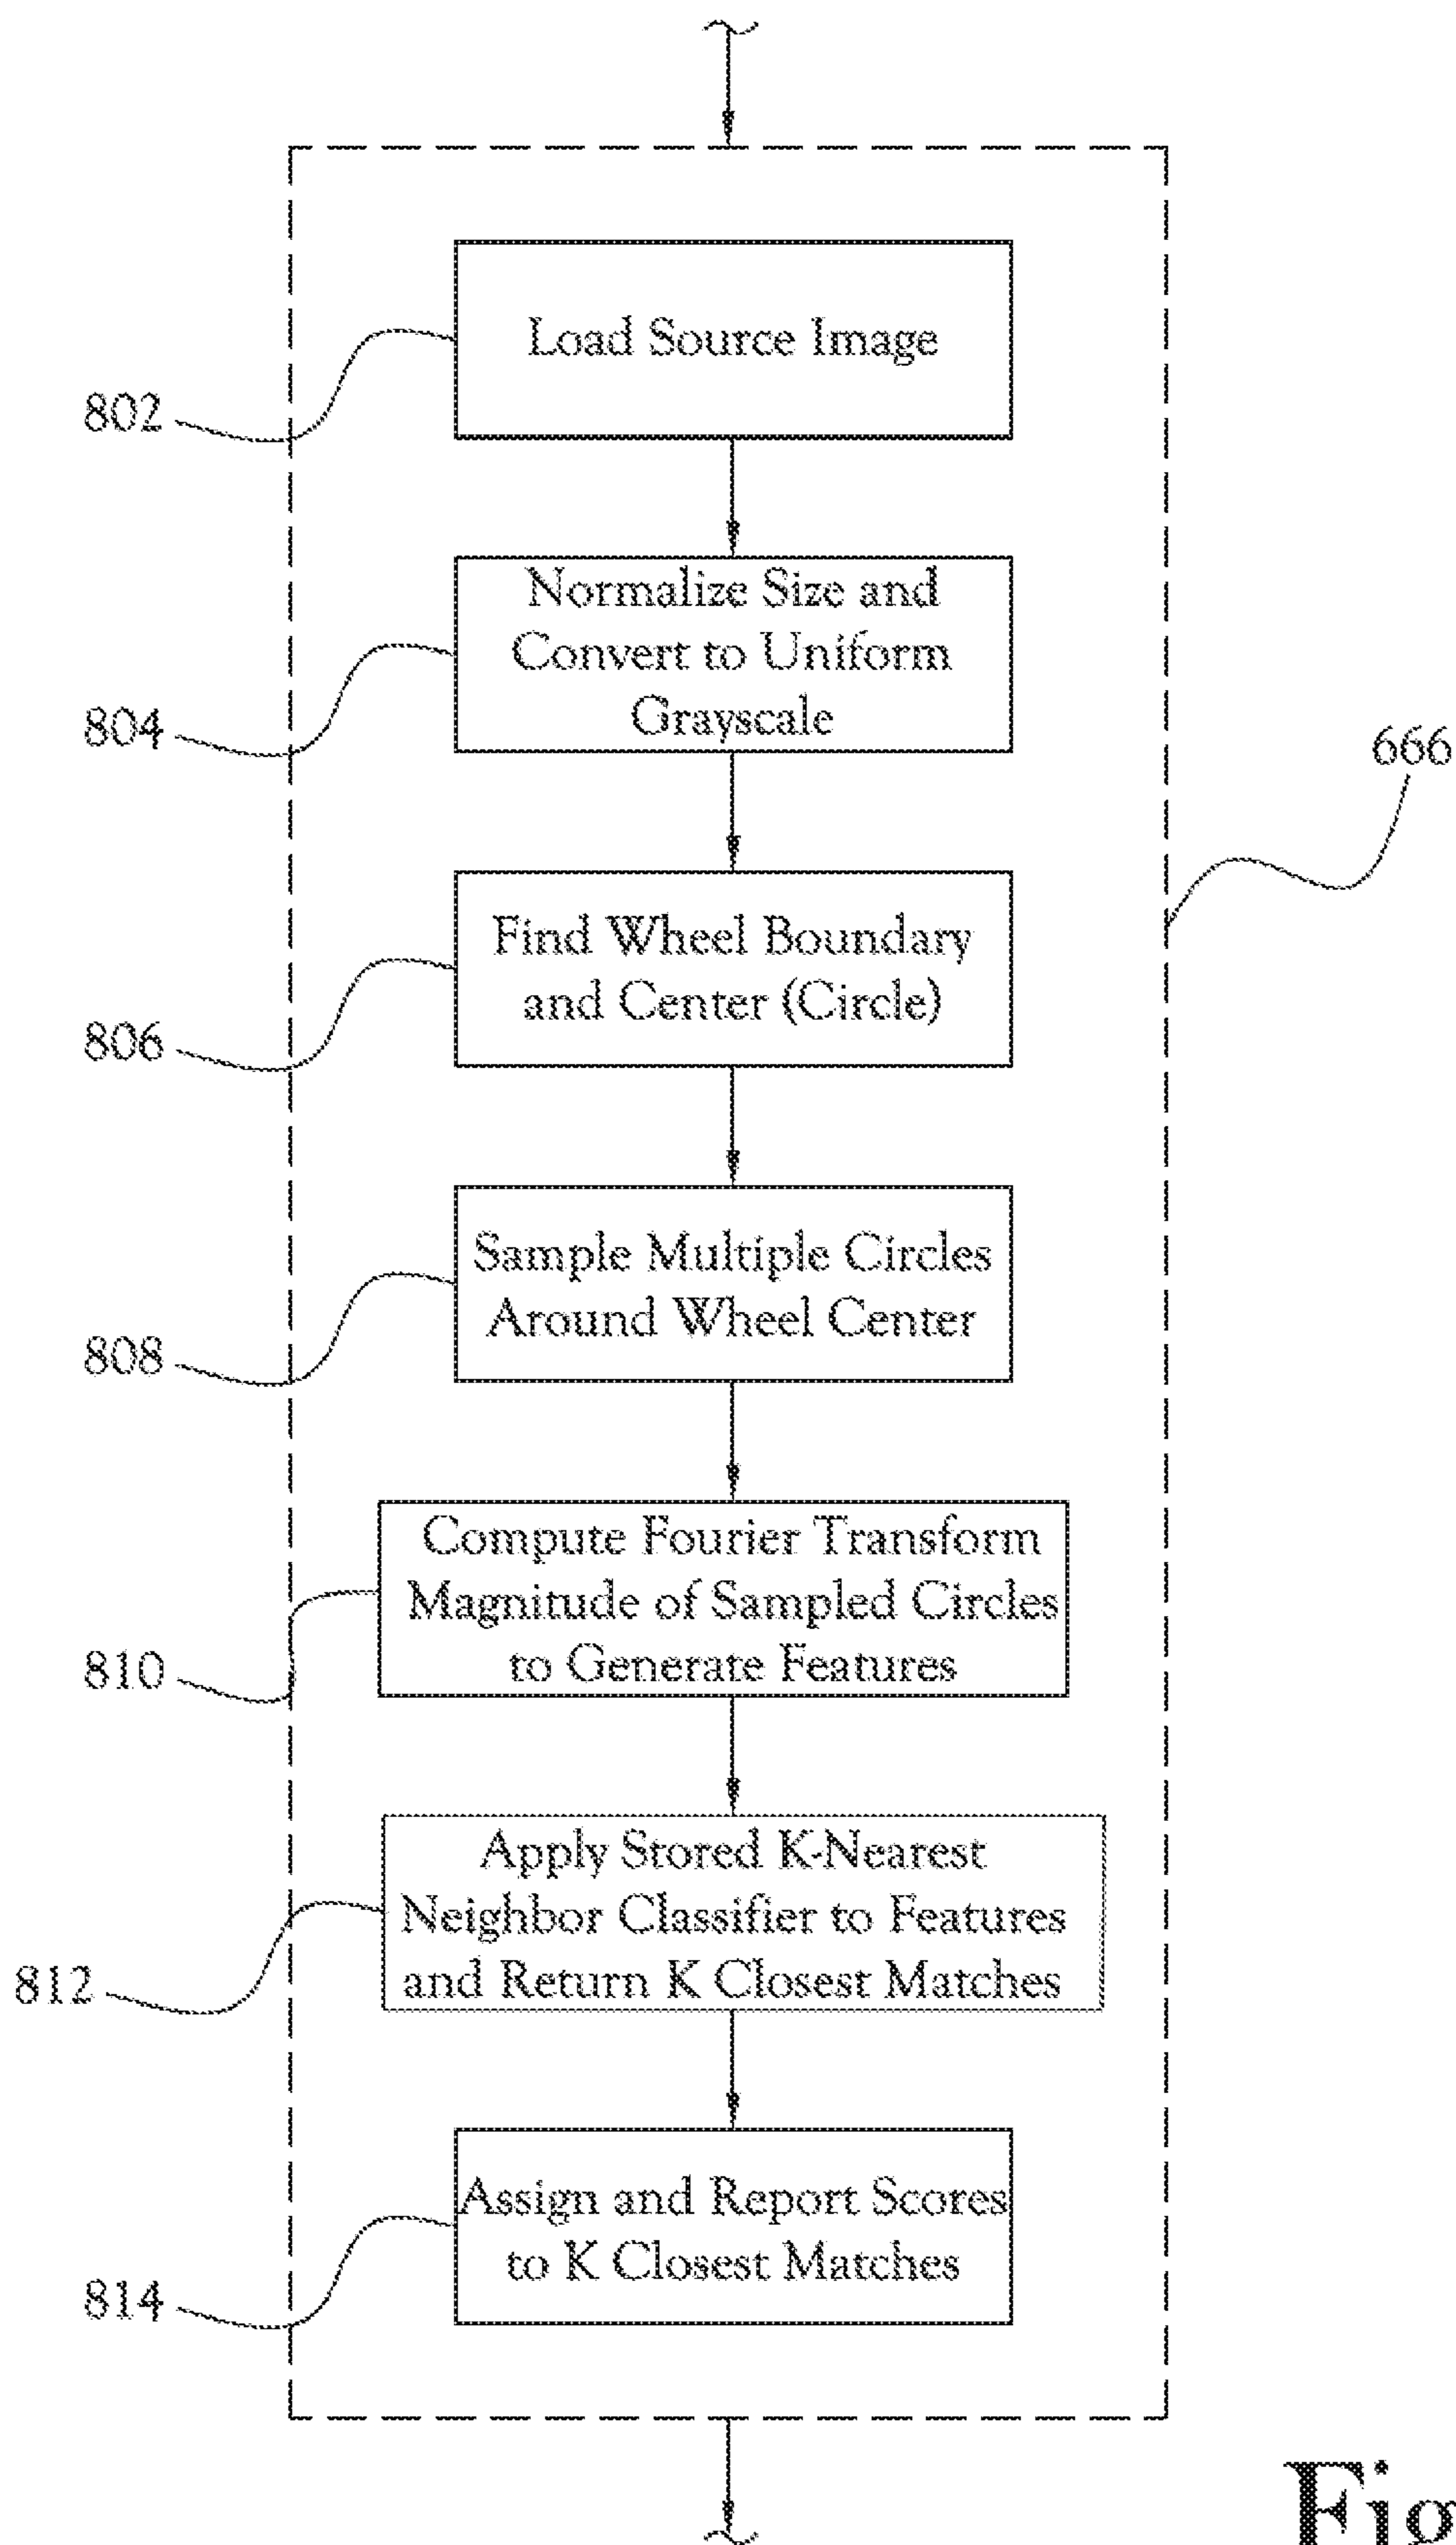 Load Source Image
802
Normalize Size and
Convert to Uniform
Grayscale
804
666
Find Wheel Boundary
and Center (Circle)
806
Sample Multiple Circles
Around Wheel Center
808
Compute Fourier Transform
Magnitude of Sampled Circles
to Generate Features
810
Apply Stored K-Nearest
Neighbor Classifier to Features
and Return K Closest Matches
812
Assign and Report Scores
to K Closest Matches
814
Fig